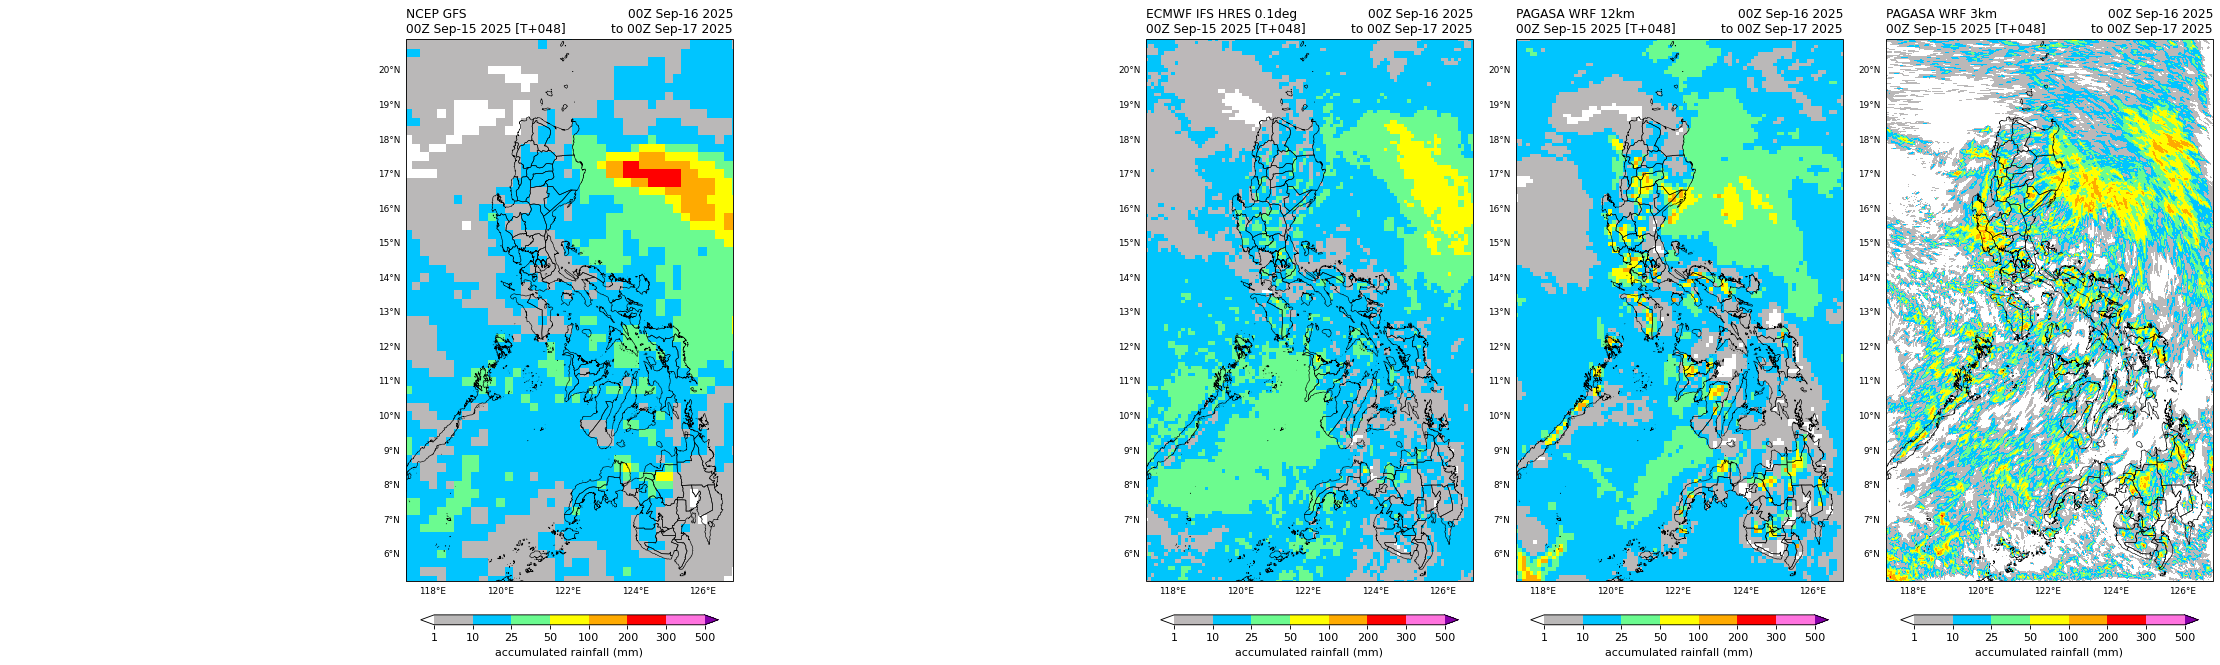 NCEP GFS 00Z Sep-16 2025
00Z Sep-15 2025 [T+048] to 00Z Sep-17 2025
20°N
19°N
18°N
17°N
16°N
15°N
14°N
13°N
12°N
11°N
10°N
9°N
8°N
7°N
6°N
118°E 120°E 122°E 124°E 126°E
1 10 25 50 100 200 300 500
accumulated rainfall (mm)
ECMWF IFS HRES 0.1deg 00Z Sep-16 2025
00Z Sep-15 2025 [T+048] to 00Z Sep-17 2025
20°N
19°N
18°N
17°N
16°N
15°N
14°N
13°N
12°N
11°N
10°N
9°N
8°N
7°N
6°N
118°E 120°E 122°E 124°E 126°E
1 10 25 50 100 200 300 500
accumulated rainfall (mm)
PAGASA WRF 12km 00Z Sep-16 2025
00Z Sep-15 2025 [T+048] to 00Z Sep-17 2025
20°N
19°N
18°N
17°N
16°N
15°N
14°N
13°N
12°N
11°N
10°N
9°N
8°N
7°N
6°N
118°E 120°E 122°E 124°E 126°E
1 10 25 50 100 200 300 500
accumulated rainfall (mm)
PAGASA WRF 3km 00Z Sep-16 2025
00Z Sep-15 2025 [T+048] to 00Z Sep-17 2025
20°N
19°N
18°N
17°N
16°N
15°N
14°N
13°N
12°N
11°N
10°N
9°N
8°N
7°N
6°N
118°E 120°E 122°E 124°E 126°E
1 10 25 50 100 200 300 500
accumulated rainfall (mm)